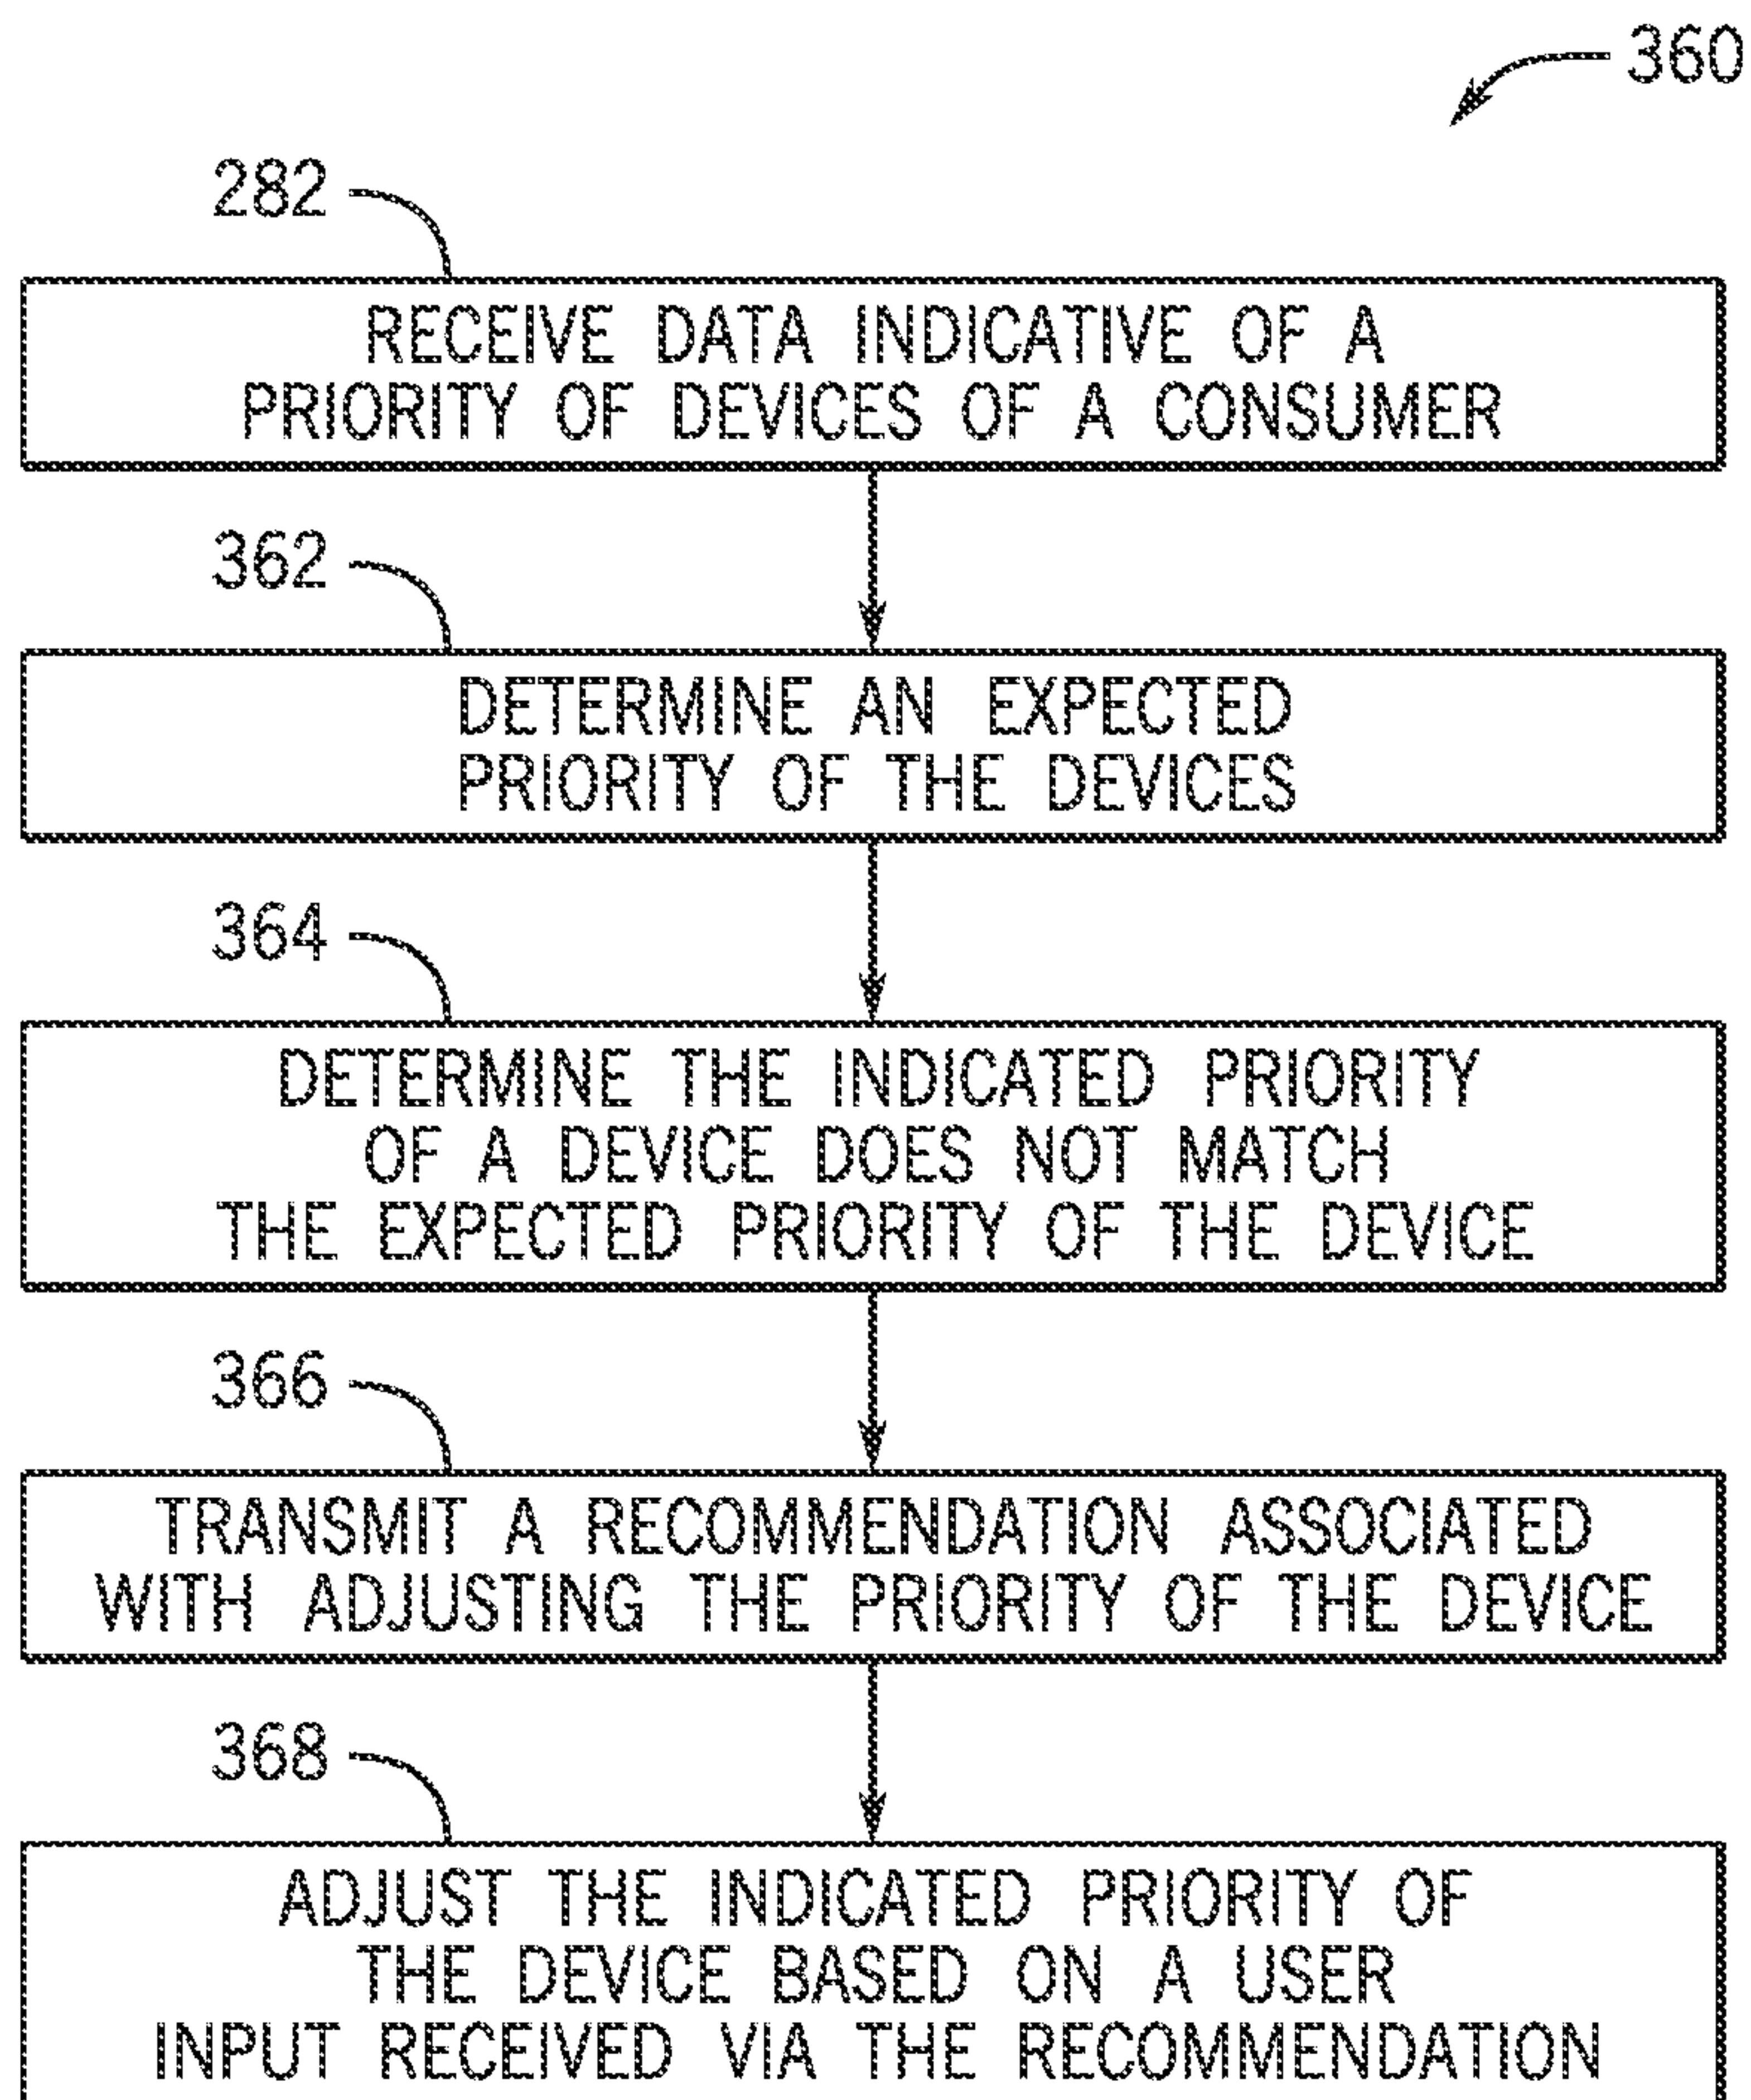 360
282
RECEIVE DATA INDICATIVE OF A
PRIORITY OF DEVICES OF A CONSUMER
362
DETERMINE AN EXPECTED
PRIORITY OF THE DEVICES
364
DETERMINE THE INDICATED PRIORITY
OF A DEVICE DOES NOT MATCH
THE EXPECTED PRIORITY OF THE DEVICE
366
TRANSMIT A RECOMMENDATION ASSOCIATED
WITH ADJUSTING THE PRIORITY OF THE DEVICE
368
ADJUST THE INDICATED PRIORITY OF
THE DEVICE BASED ON A USER
INPUT RECEIVED VIA THE RECOMMENDATION